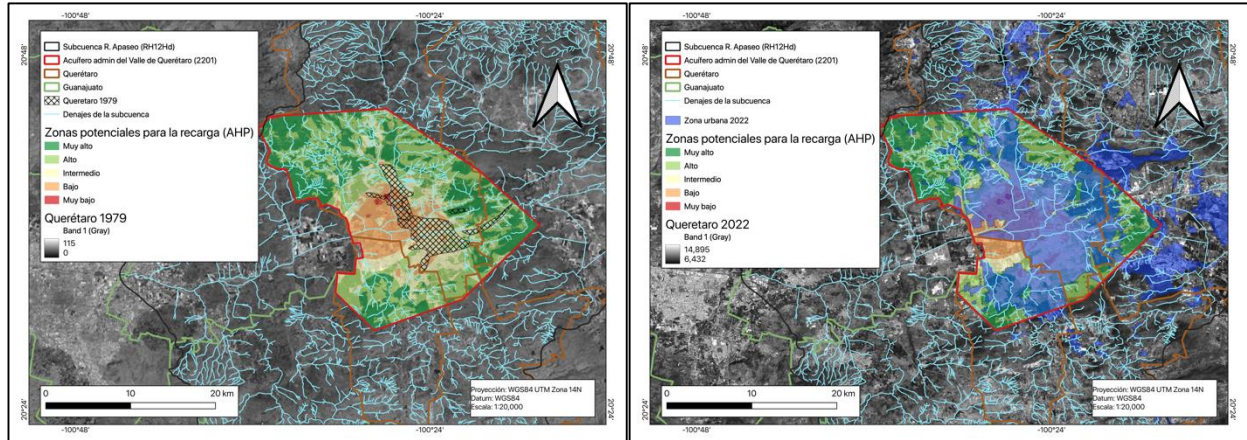 -100°48'
-100°24'
20°48'
20°48'
Subcuenca R. Apaseo (RH12Hd)
Acuífero admin del Valle de Querétaro (2201)
Querétaro
Guanajuato
Queretaro 1979
Denajes de la subcuenca
Zonas potenciales para la recarga (AHP)
Muy alto
Alto
Intermedio
Bajo
Muy bajo
Querétaro 1979
Band 1 (Gray)
115
0
0
10
20 km
Proyección: WGS84 UTM Zona 14N
Datum: WGS84
Escala: 1:20,000
20°24'
20°24'
-100°48'
-100°24'
-100°48'
-100°24'
20°48'
20°48'
Subcuenca R. Apaseo (RH12Hd)
Acuífero admin del Valle de Querétaro (2201)
Querétaro
Guanajuato
Denajes de la subcuenca
Zona urbana 2022
Zonas potenciales para la recarga (AHP)
Muy alto
Alto
Intermedio
Bajo
Muy bajo
Queretaro 2022
Band 1 (Gray)
14,895
6,432
0
10
20 km
Proyección: WGS84 UTM Zona 14N
Datum: WGS84
Escala: 1:20,000
20°24'
20°24'
-100°48'
-100°24'